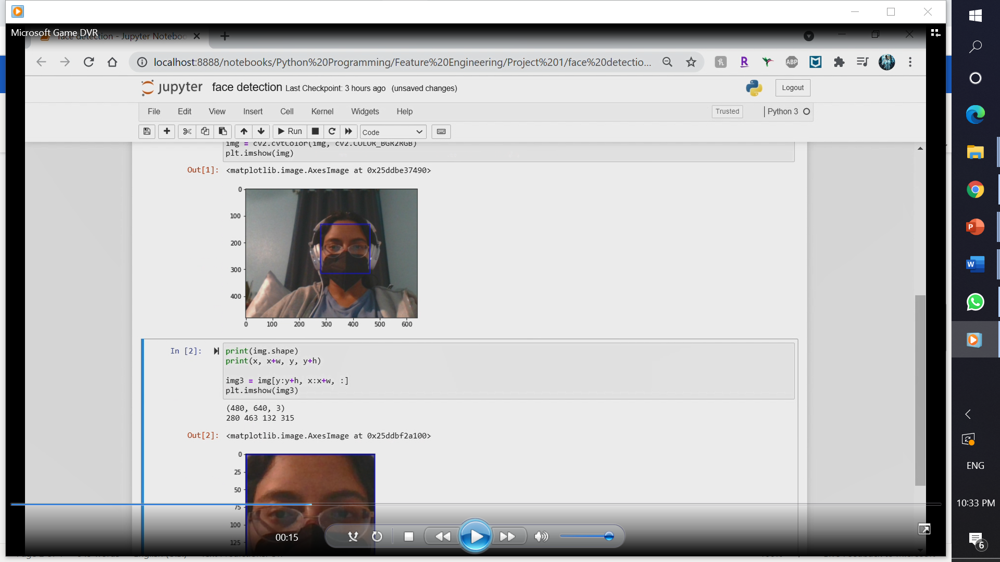 Microsoft Game DVR
face detection - Jupyter Notebo
localhost:8888/notebooks/Python%20Programming/Feature%20Engineering/Project%201/face%20detectio...
jupyter face detection Last Checkpoint: 3 hours ago (unsaved changes)
Logout
File Edit View Insert Cell Kernel Widgets Help
Trusted
Python 3
Run
Code
img = cv2.cvtColor(img, cv2.COLOR_BGR2RGB)
plt.imshow(img)
Out[1]: <matplotlib.image.AxesImage at 0x25ddbe37490>
0
100
200
300
400
0 100 200 300 400 500 600
In [2]: print(img.shape)
print(x, x+w, y, y+h)
img3 = img[y:y+h, x:x+w, :]
plt.imshow(img3)
(480, 640, 3)
280 463 132 315
Out[2]: <matplotlib.image.AxesImage at 0x25ddbf2a100>
0
25
50
75
100
125
00:15
ABP
ENG
10:33 PM
6